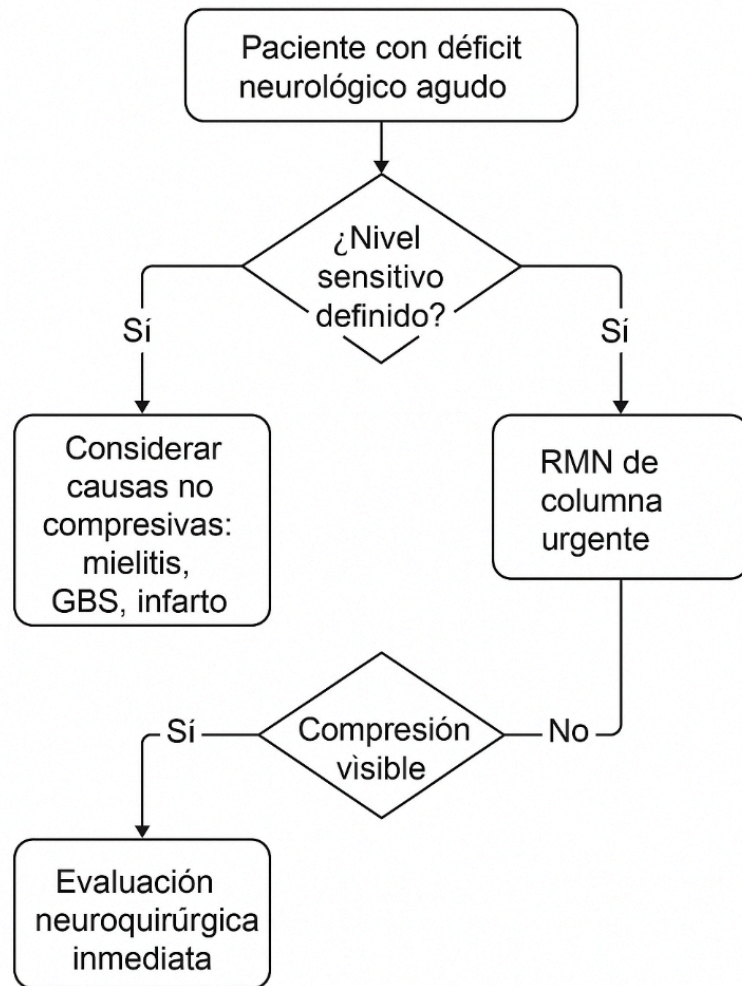 Paciente con déficit
neurológico agudo
¿Nivel
sensitivo
definido?
Sí
Sí
Considerar
causas no
compresivas:
mielitis,
GBS, infarto
RMN de
columna
urgente
Sí
Compresión
visible
No
Evaluación
neuroquirúrgica
inmediata